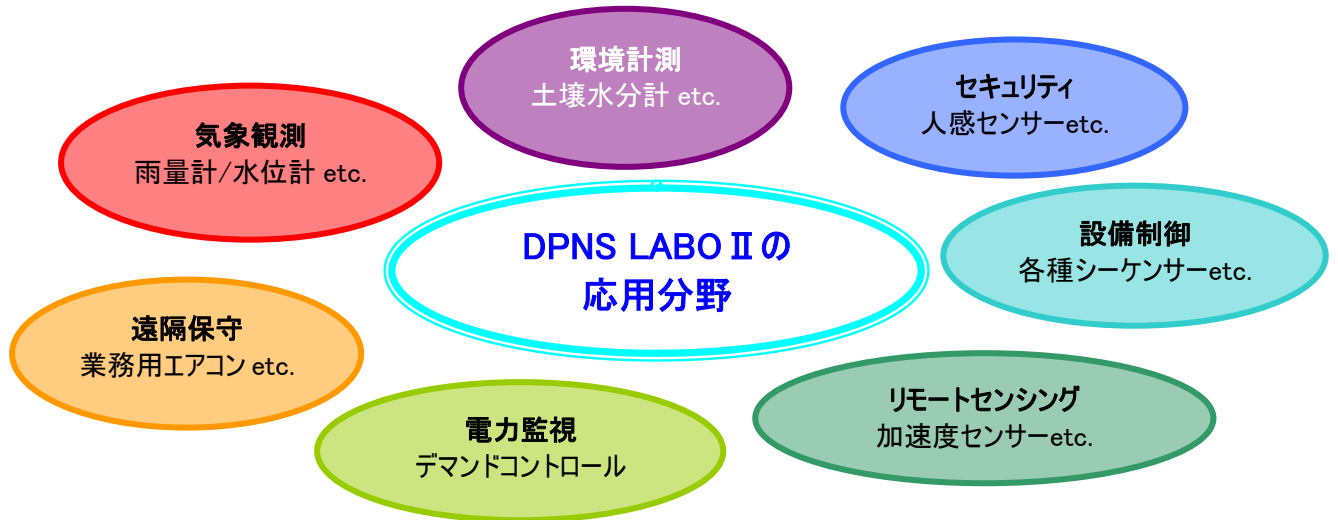 環境計測
土壌水分計 etc.
セキュリティ
人感センサーetc.
気象観測
雨量計/水位計 etc.
DPNS LABO Ⅱ の
応用分野
設備制御
各種シーケンサーetc.
遠隔保守
業務用エアコン etc.
リモートセンシング
加速度センサーetc.
電力監視
デマンドコントロール